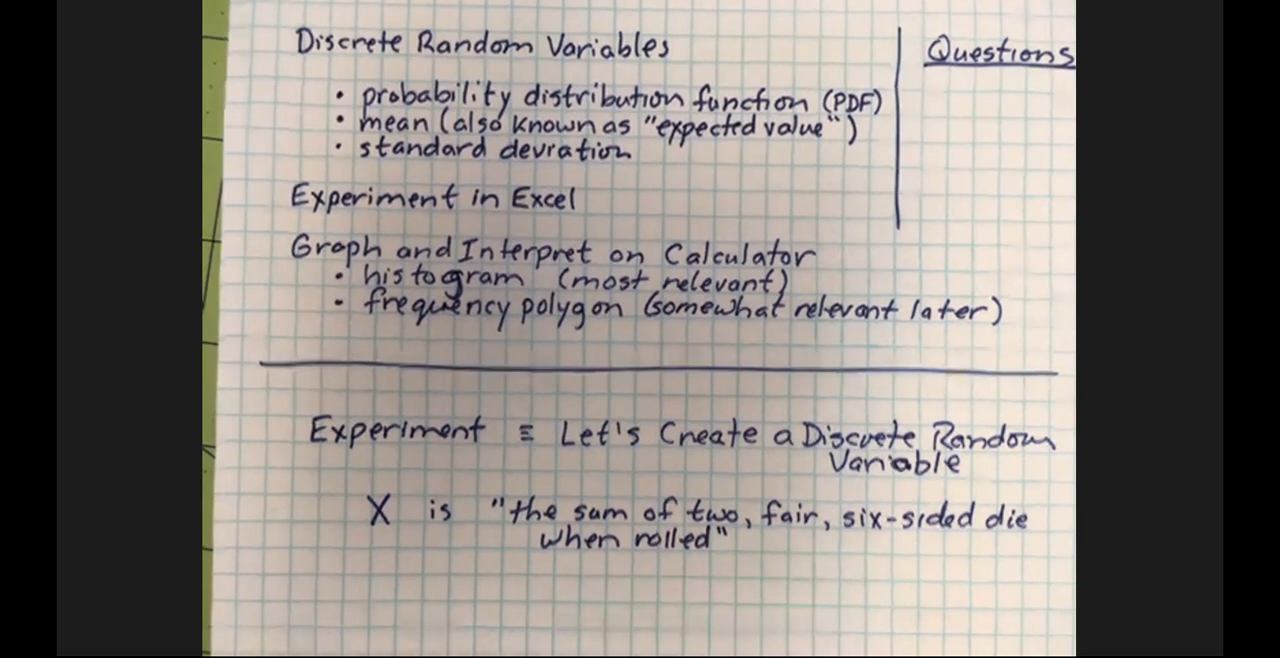 Discrete Random Variables
Questions
• probability distribution function (PDF)
• mean (also known as "expected value")
• standard deviation
Experiment in Excel
Graph and Interpret on Calculator
• histogram (most relevant)
• frequency polygon (somewhat relevant later)
Experiment ≡ Let's Create a Discrete Random
Variable
X is "the sum of two, fair, six-sided die
when rolled"